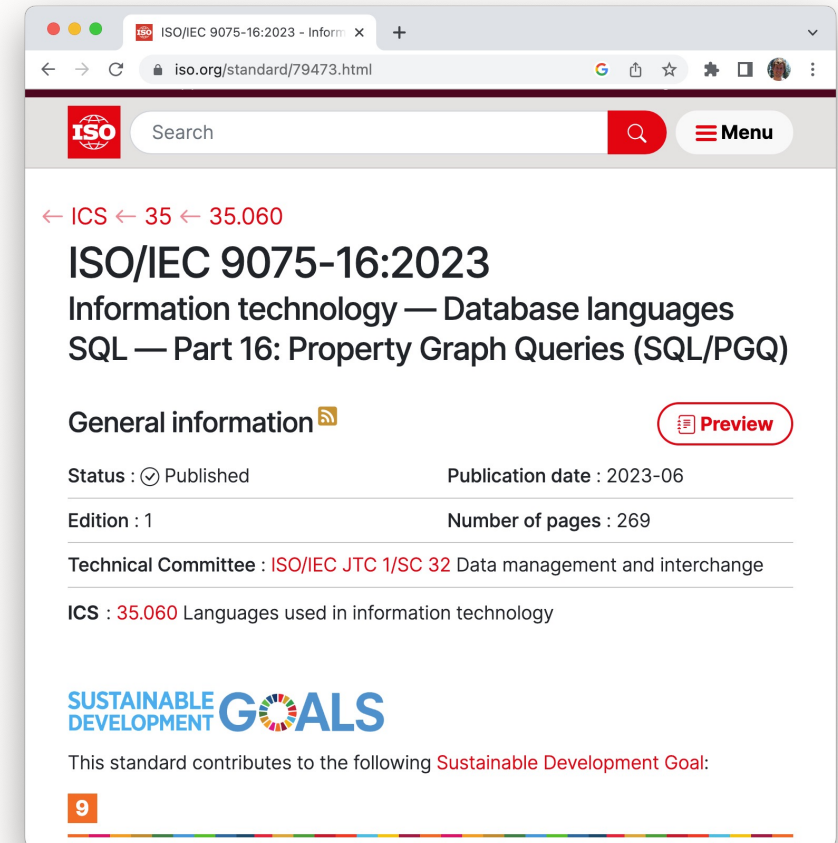 ISO/IEC 9075-16:2023 - Inform
iso.org/standard/79473.html
ISO
Search
Menu
← ICS ← 35 ← 35.060
ISO/IEC 9075-16:2023
Information technology — Database languages
SQL — Part 16: Property Graph Queries (SQL/PGQ)
General information
Preview
Status : Published
Publication date : 2023-06
Edition : 1
Number of pages : 269
Technical Committee : ISO/IEC JTC 1/SC 32 Data management and interchange
ICS : 35.060 Languages used in information technology
SUSTAINABLE
DEVELOPMENT GOALS
This standard contributes to the following Sustainable Development Goal:
9